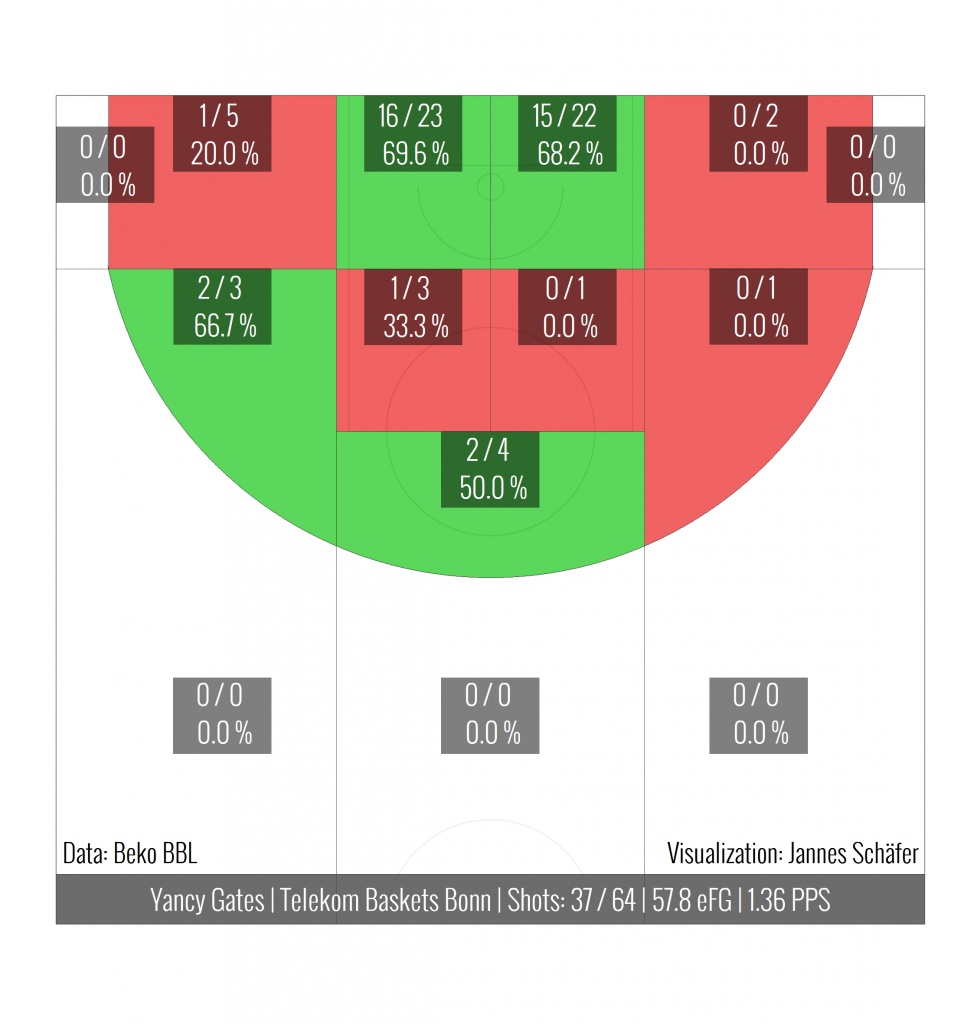 1 / 5
20.0 %
16 / 23
69.6 %
15 / 22
68.2 %
0 / 2
0.0 %
0 / 0
0.0 %
0 / 0
0.0 %
2 / 3
66.7 %
1 / 3
33.3 %
0 / 1
0.0 %
0 / 1
0.0 %
2 / 4
50.0 %
0 / 0
0.0 %
0 / 0
0.0 %
0 / 0
0.0 %
Data: Beko BBL
Visualization: Jannes Schäfer
Yancy Gates | Telekom Baskets Bonn | Shots: 37 / 64 | 57.8 eFG | 1.36 PPS